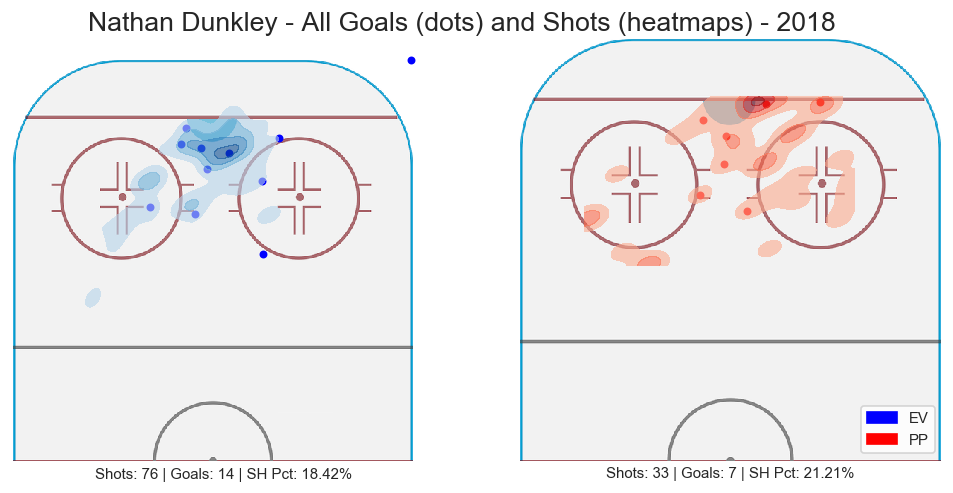 Nathan Dunkley - All Goals (dots) and Shots (heatmaps) - 2018
EV
PP
Shots: 76 | Goals: 14 | SH Pct: 18.42%
Shots: 33 | Goals: 7 | SH Pct: 21.21%